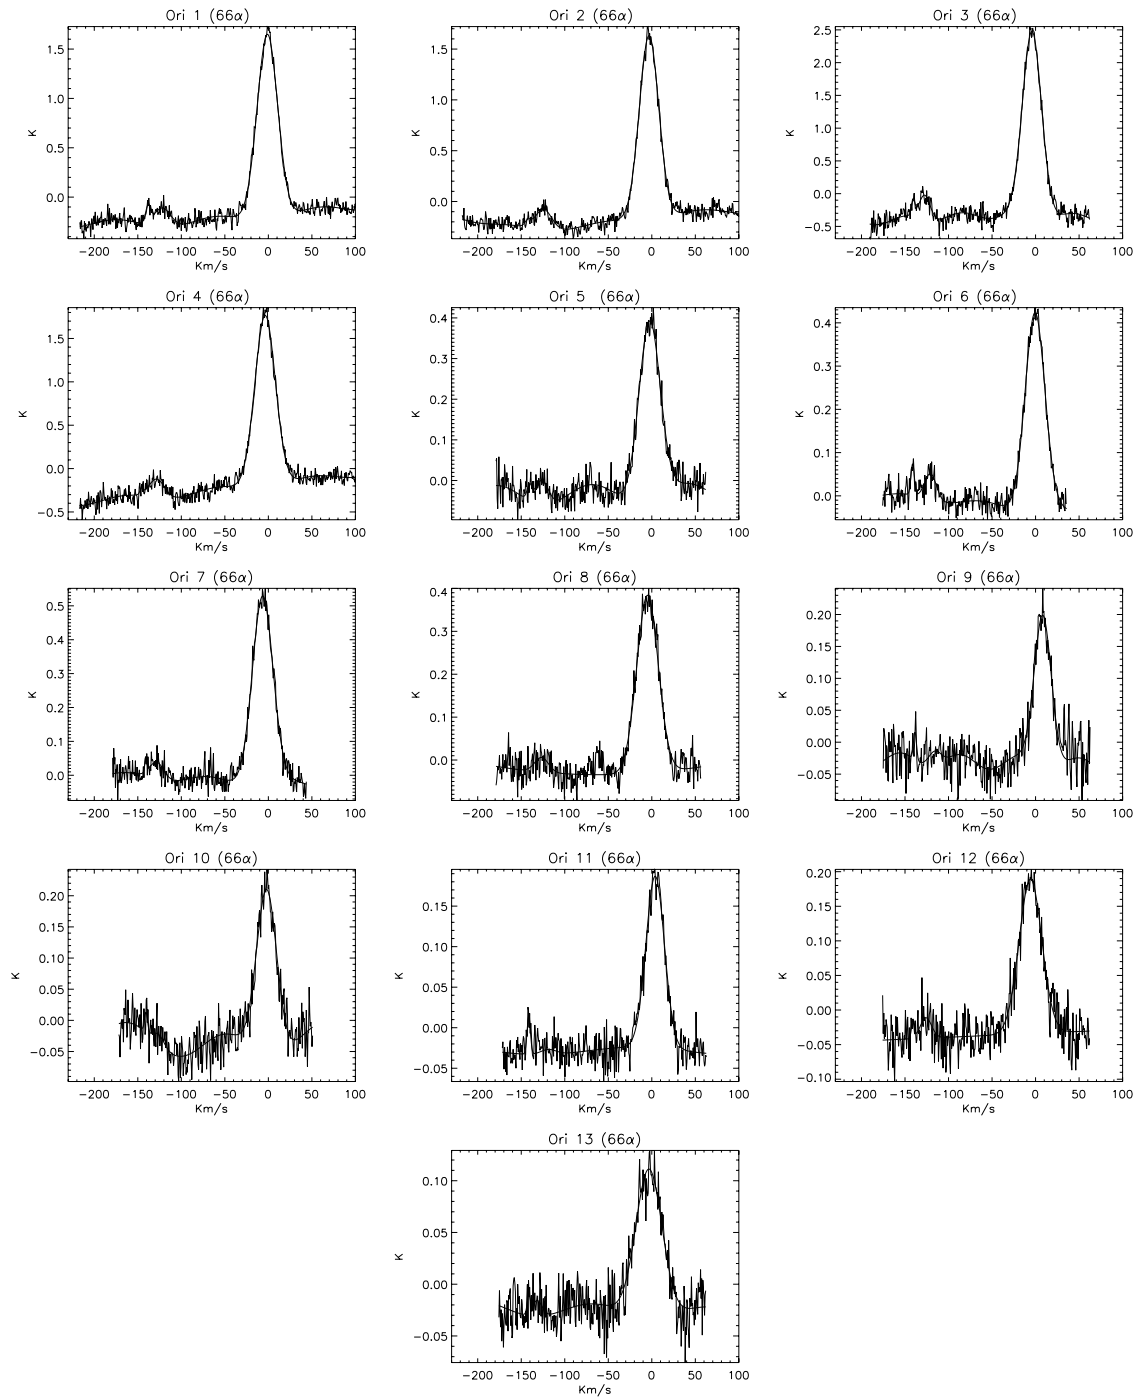 Ori 1 (66α)
1.5
1.0
0.5
0.0
K
−200 −150 −100 −50 0 50 100
Km/s
Ori 2 (66α)
1.5
1.0
0.5
0.0
K
−200 −150 −100 −50 0 50 100
Km/s
Ori 3 (66α)
2.5
2.0
1.5
1.0
0.5
0.0
−0.5
K
−200 −150 −100 −50 0 50 100
Km/s
Ori 4 (66α)
1.5
1.0
0.5
0.0
−0.5
K
−200 −150 −100 −50 0 50 100
Km/s
Ori 5 (66α)
0.4
0.3
0.2
0.1
0.0
K
−200 −150 −100 −50 0 50 100
Km/s
Ori 6 (66α)
0.4
0.3
0.2
0.1
0.0
K
−200 −150 −100 −50 0 50 100
Km/s
Ori 7 (66α)
0.5
0.4
0.3
0.2
0.1
0.0
K
−200 −150 −100 −50 0 50 100
Km/s
Ori 8 (66α)
0.4
0.3
0.2
0.1
0.0
K
−200 −150 −100 −50 0 50 100
Km/s
Ori 9 (66α)
0.20
0.15
0.10
0.05
0.00
−0.05
K
−200 −150 −100 −50 0 50 100
Km/s
Ori 10 (66α)
0.20
0.15
0.10
0.05
0.00
−0.05
K
−200 −150 −100 −50 0 50 100
Km/s
Ori 11 (66α)
0.15
0.10
0.05
0.00
−0.05
K
−200 −150 −100 −50 0 50 100
Km/s
Ori 12 (66α)
0.20
0.15
0.10
0.05
0.00
−0.05
−0.10
K
−200 −150 −100 −50 0 50 100
Km/s
Ori 13 (66α)
0.10
0.05
0.00
−0.05
K
−200 −150 −100 −50 0 50 100
Km/s